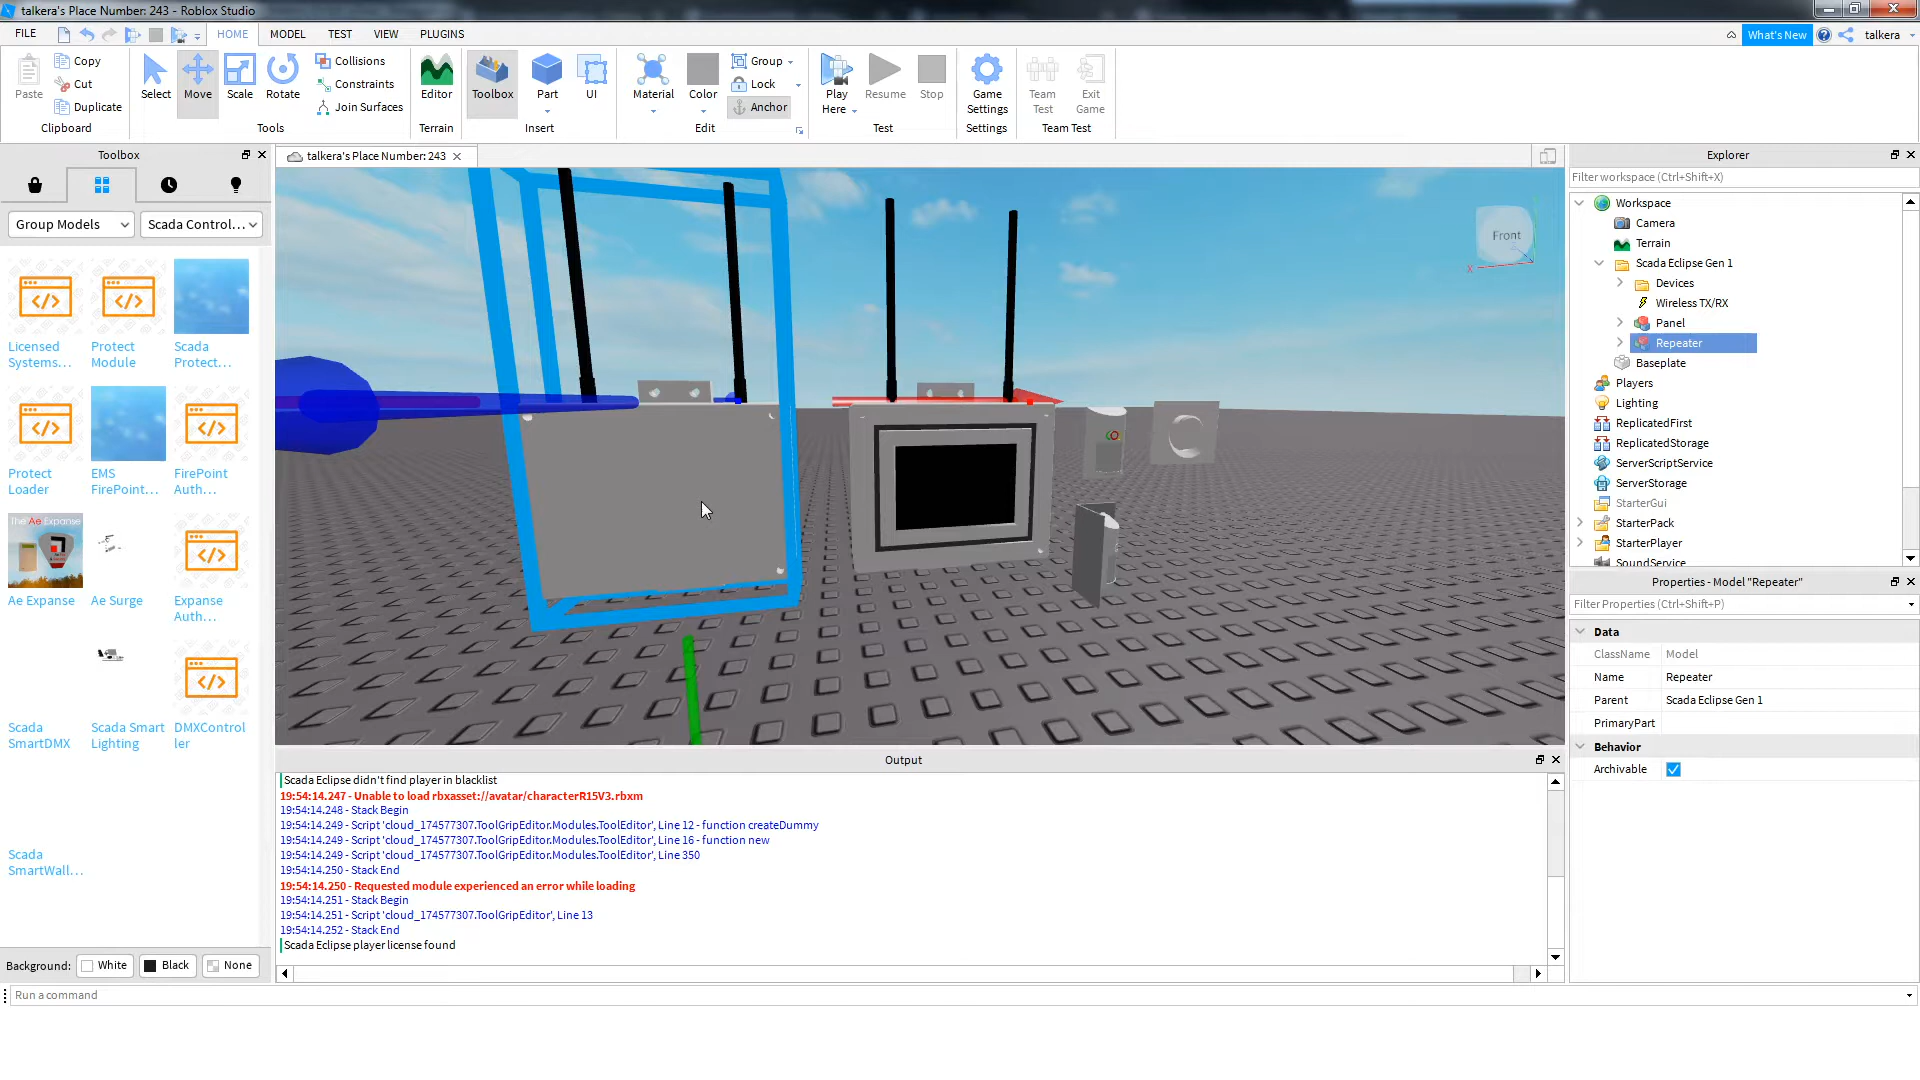 talkera's Place Number: 243 - Roblox Studio
FILE
HOME
MODEL
TEST
VIEW
PLUGINS
What's New
talkera
Paste
Copy
Cut
Duplicate
Clipboard
Select
Move
Scale
Rotate
Collisions
Constraints
Join Surfaces
Tools
Editor
Terrain
Toolbox
Part
UI
Insert
Material
Color
Group
Lock
Anchor
Edit
Play
Here
Resume
Stop
Test
Game
Settings
Settings
Team
Test
Exit
Game
Team Test
Toolbox
Group Models
Scada Control...
Licensed
Systems...
Protect
Module
Scada
Protect...
Protect
Loader
EMS
FirePoint...
FirePoint
Auth...
The Ae Expanse
Ae Expanse
Ae Surge
Expanse
Auth...
Scada
SmartDMX
Scada Smart
Lighting
DMXControl
ler
Scada
SmartWall...
Background:
White
Black
None
talkera's Place Number: 243
Front
X
Output
Scada Eclipse didn't find player in blacklist
19:54:14.247 - Unable to load rbxasset://avatar/characterR15V3.rbxm
19:54:14.248 - Stack Begin
19:54:14.249 - Script 'cloud_174577307.ToolGripEditor.Modules.ToolEditor', Line 12 - function createDummy
19:54:14.249 - Script 'cloud_174577307.ToolGripEditor.Modules.ToolEditor', Line 16 - function new
19:54:14.249 - Script 'cloud_174577307.ToolGripEditor.Modules.ToolEditor', Line 350
19:54:14.250 - Stack End
19:54:14.250 - Requested module experienced an error while loading
19:54:14.251 - Stack Begin
19:54:14.251 - Script 'cloud_174577307.ToolGripEditor', Line 13
19:54:14.252 - Stack End
Scada Eclipse player license found
Run a command
Explorer
Filter workspace (Ctrl+Shift+X)
Workspace
Camera
Terrain
Scada Eclipse Gen 1
Devices
Wireless TX/RX
Panel
Repeater
Baseplate
Players
Lighting
ReplicatedFirst
ReplicatedStorage
ServerScriptService
ServerStorage
StarterGui
StarterPack
StarterPlayer
SoundService
Properties - Model "Repeater"
Filter Properties (Ctrl+Shift+P)
Data
ClassName Model
Name Repeater
Parent Scada Eclipse Gen 1
PrimaryPart
Behavior
Archivable